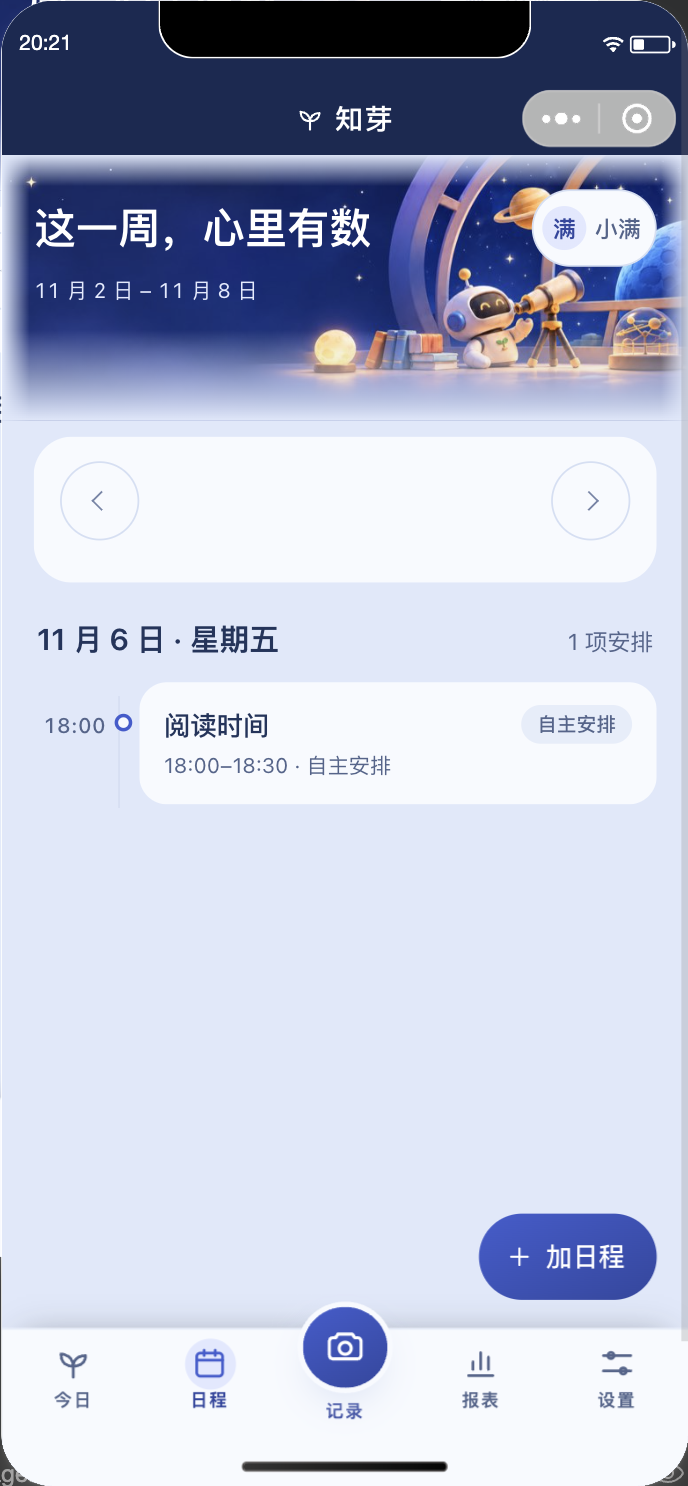 20:21
知芽
这一周，心里有数
满 小满
11 月 2 日 – 11 月 8 日
11 月 6 日 · 星期五
1 项安排
18:00
阅读时间
自主安排
18:00–18:30 · 自主安排
+ 加日程
今日
日程
记录
报表
设置